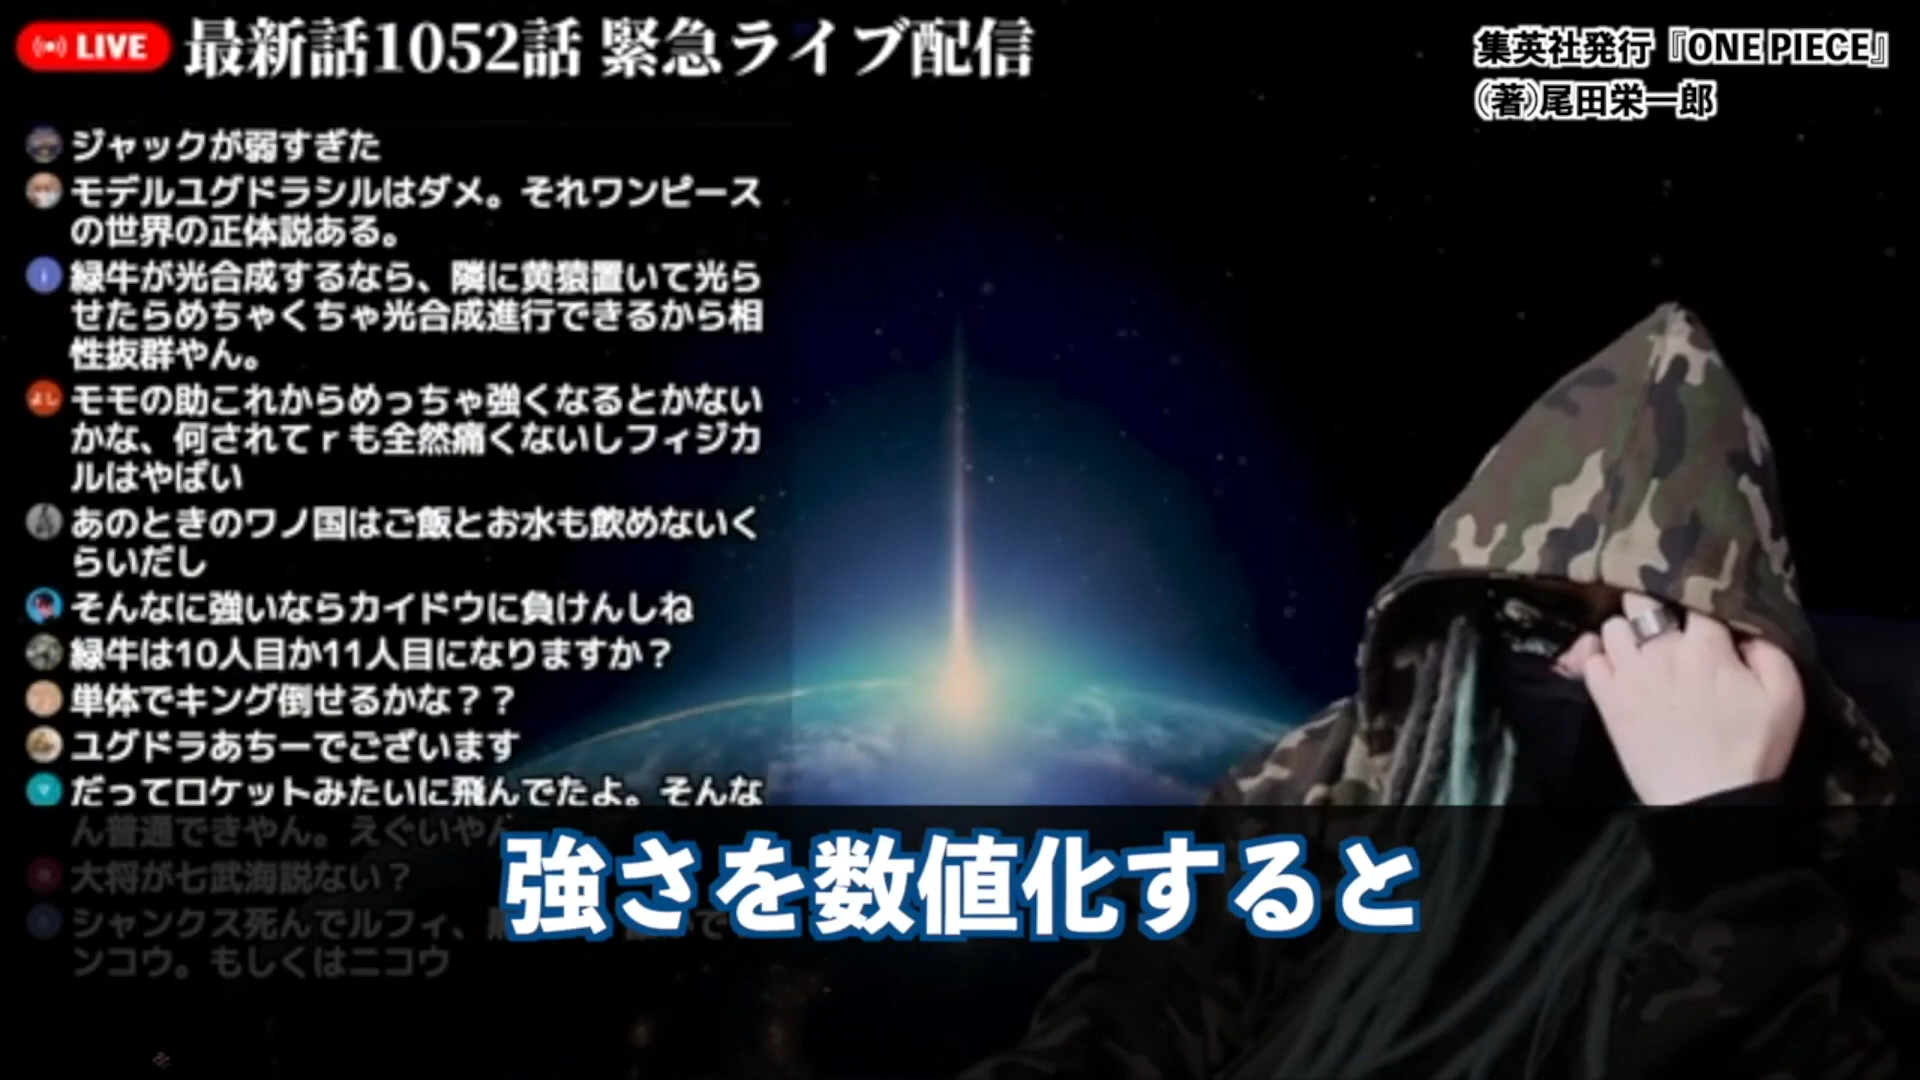 LIVE 最新話1052話 緊急ライブ配信
集英社発行『ONE PIECE』
(著)尾田栄一郎
ジャックが弱すぎた
モデルユグドラシルはダメ。それワンピース
の世界の正体説ある。
緑牛が光合成するなら、隣に黄猿置いて光ら
せたらめちゃくちゃ光合成進行できるから相
性抜群やん。
よし
モモの助これからめっちゃ強くなるとかない
かな、何されてｒも全然痛くないしフィジカ
ルはやばい
あのときのワノ国はご飯とお水も飲めないく
らいだし
そんなに強いならカイドウに負けんしね
緑牛は10人目か11人目になりますか？
単体でキング倒せるかな？？
ユグドラあちーでございます
だってロケットみたいに飛んでたよ。そんな
ん普通できやん。えぐいやん
大将が七武海説ない？
シャンクス死んでルフィ、
ンコウ。もしくはニコウ
強さを数値化すると